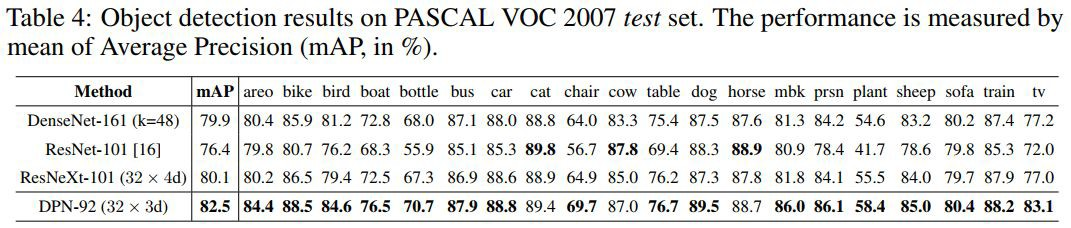 Table 4: Object detection results on PASCAL VOC 2007 test set. The performance is measured by
mean of Average Precision (mAP, in %).
Method mAP areo bike bird boat bottle bus car cat chair cow table dog horse mbk prsn plant sheep sofa train tv
DenseNet-161 (k=48) 79.9 80.4 85.9 81.2 72.8 68.0 87.1 88.0 88.8 64.0 83.3 75.4 87.5 87.6 81.3 84.2 54.6 83.2 80.2 87.4 77.2
ResNet-101 [16] 76.4 79.8 80.7 76.2 68.3 55.9 85.1 85.3 89.8 56.7 87.8 69.4 88.3 88.9 80.9 78.4 41.7 78.6 79.8 85.3 72.0
ResNeXt-101 (32 × 4d) 80.1 80.2 86.5 79.4 72.5 67.3 86.9 88.6 88.9 64.9 85.0 76.2 87.3 87.8 81.8 84.1 55.5 84.0 79.7 87.9 77.0
DPN-92 (32 × 3d) 82.5 84.4 88.5 84.6 76.5 70.7 87.9 88.8 89.4 69.7 87.0 76.7 89.5 88.7 86.0 86.1 58.4 85.0 80.4 88.2 83.1